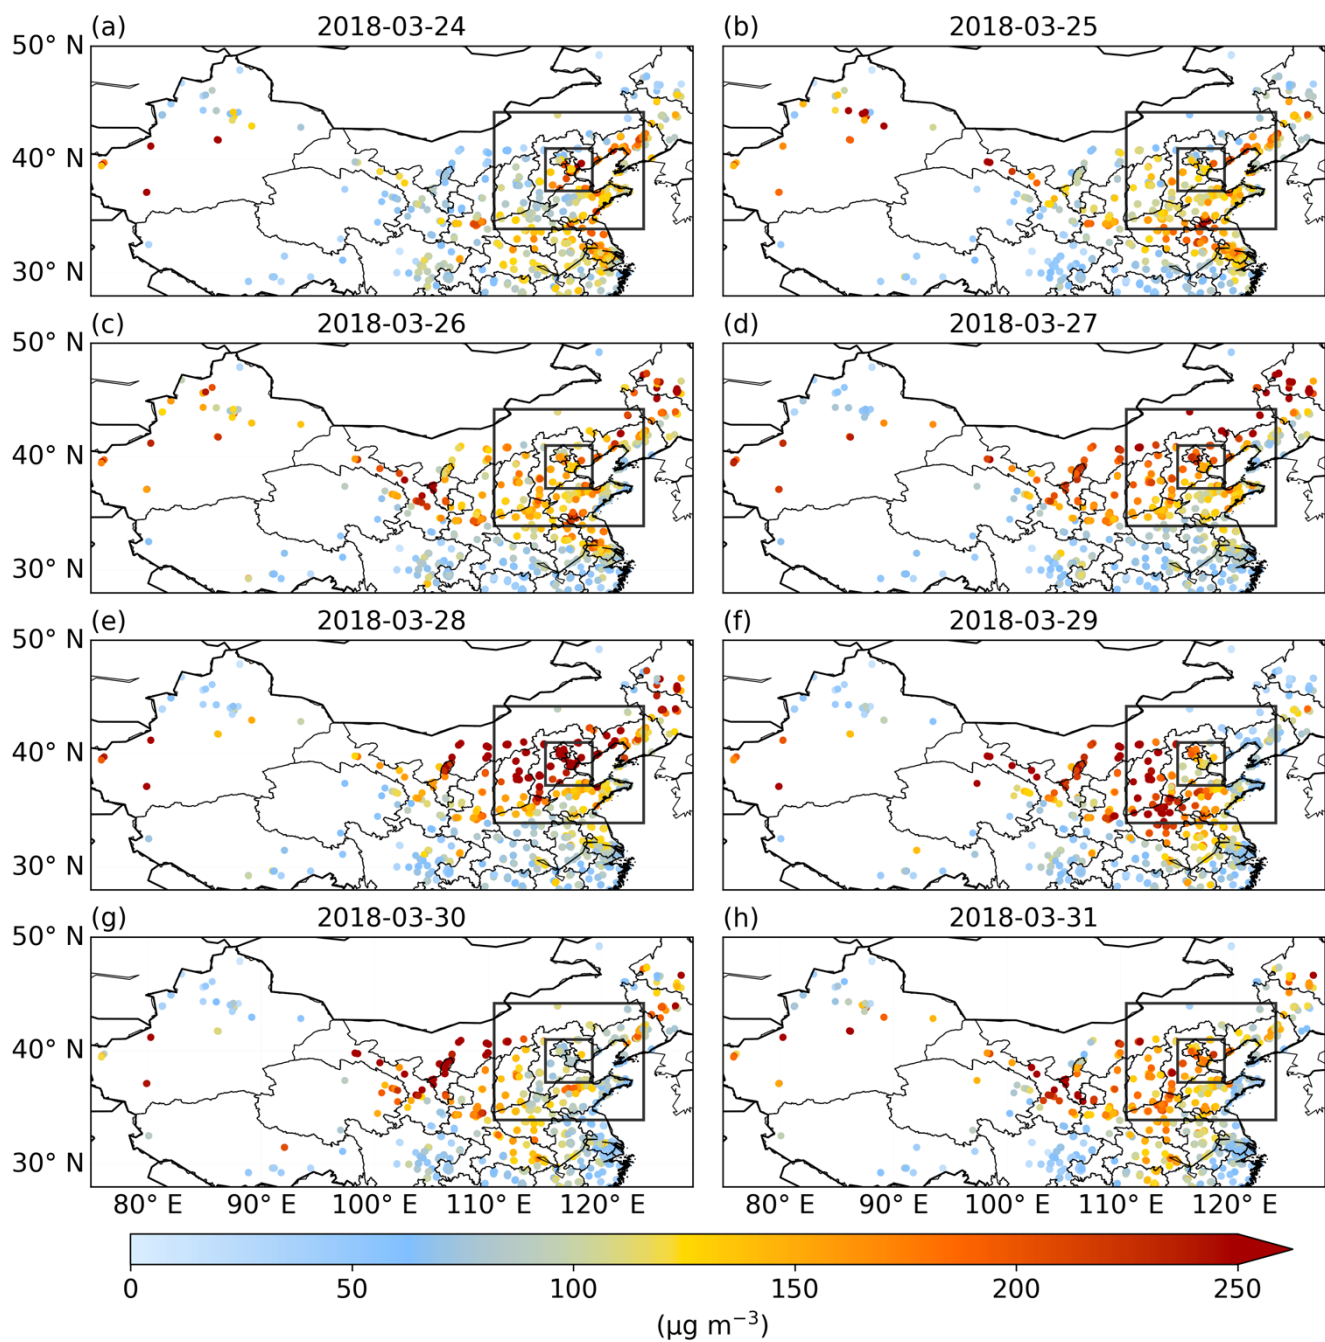 (a) 2018-03-24
(b) 2018-03-25
50° N
40° N
30° N
(c) 2018-03-26
(d) 2018-03-27
50° N
40° N
30° N
(e) 2018-03-28
(f) 2018-03-29
50° N
40° N
30° N
(g) 2018-03-30
(h) 2018-03-31
50° N
40° N
30° N
80° E 90° E 100° E 110° E 120° E
80° E 90° E 100° E 110° E 120° E
0 50 100 150 200 250
(μg m⁻³)